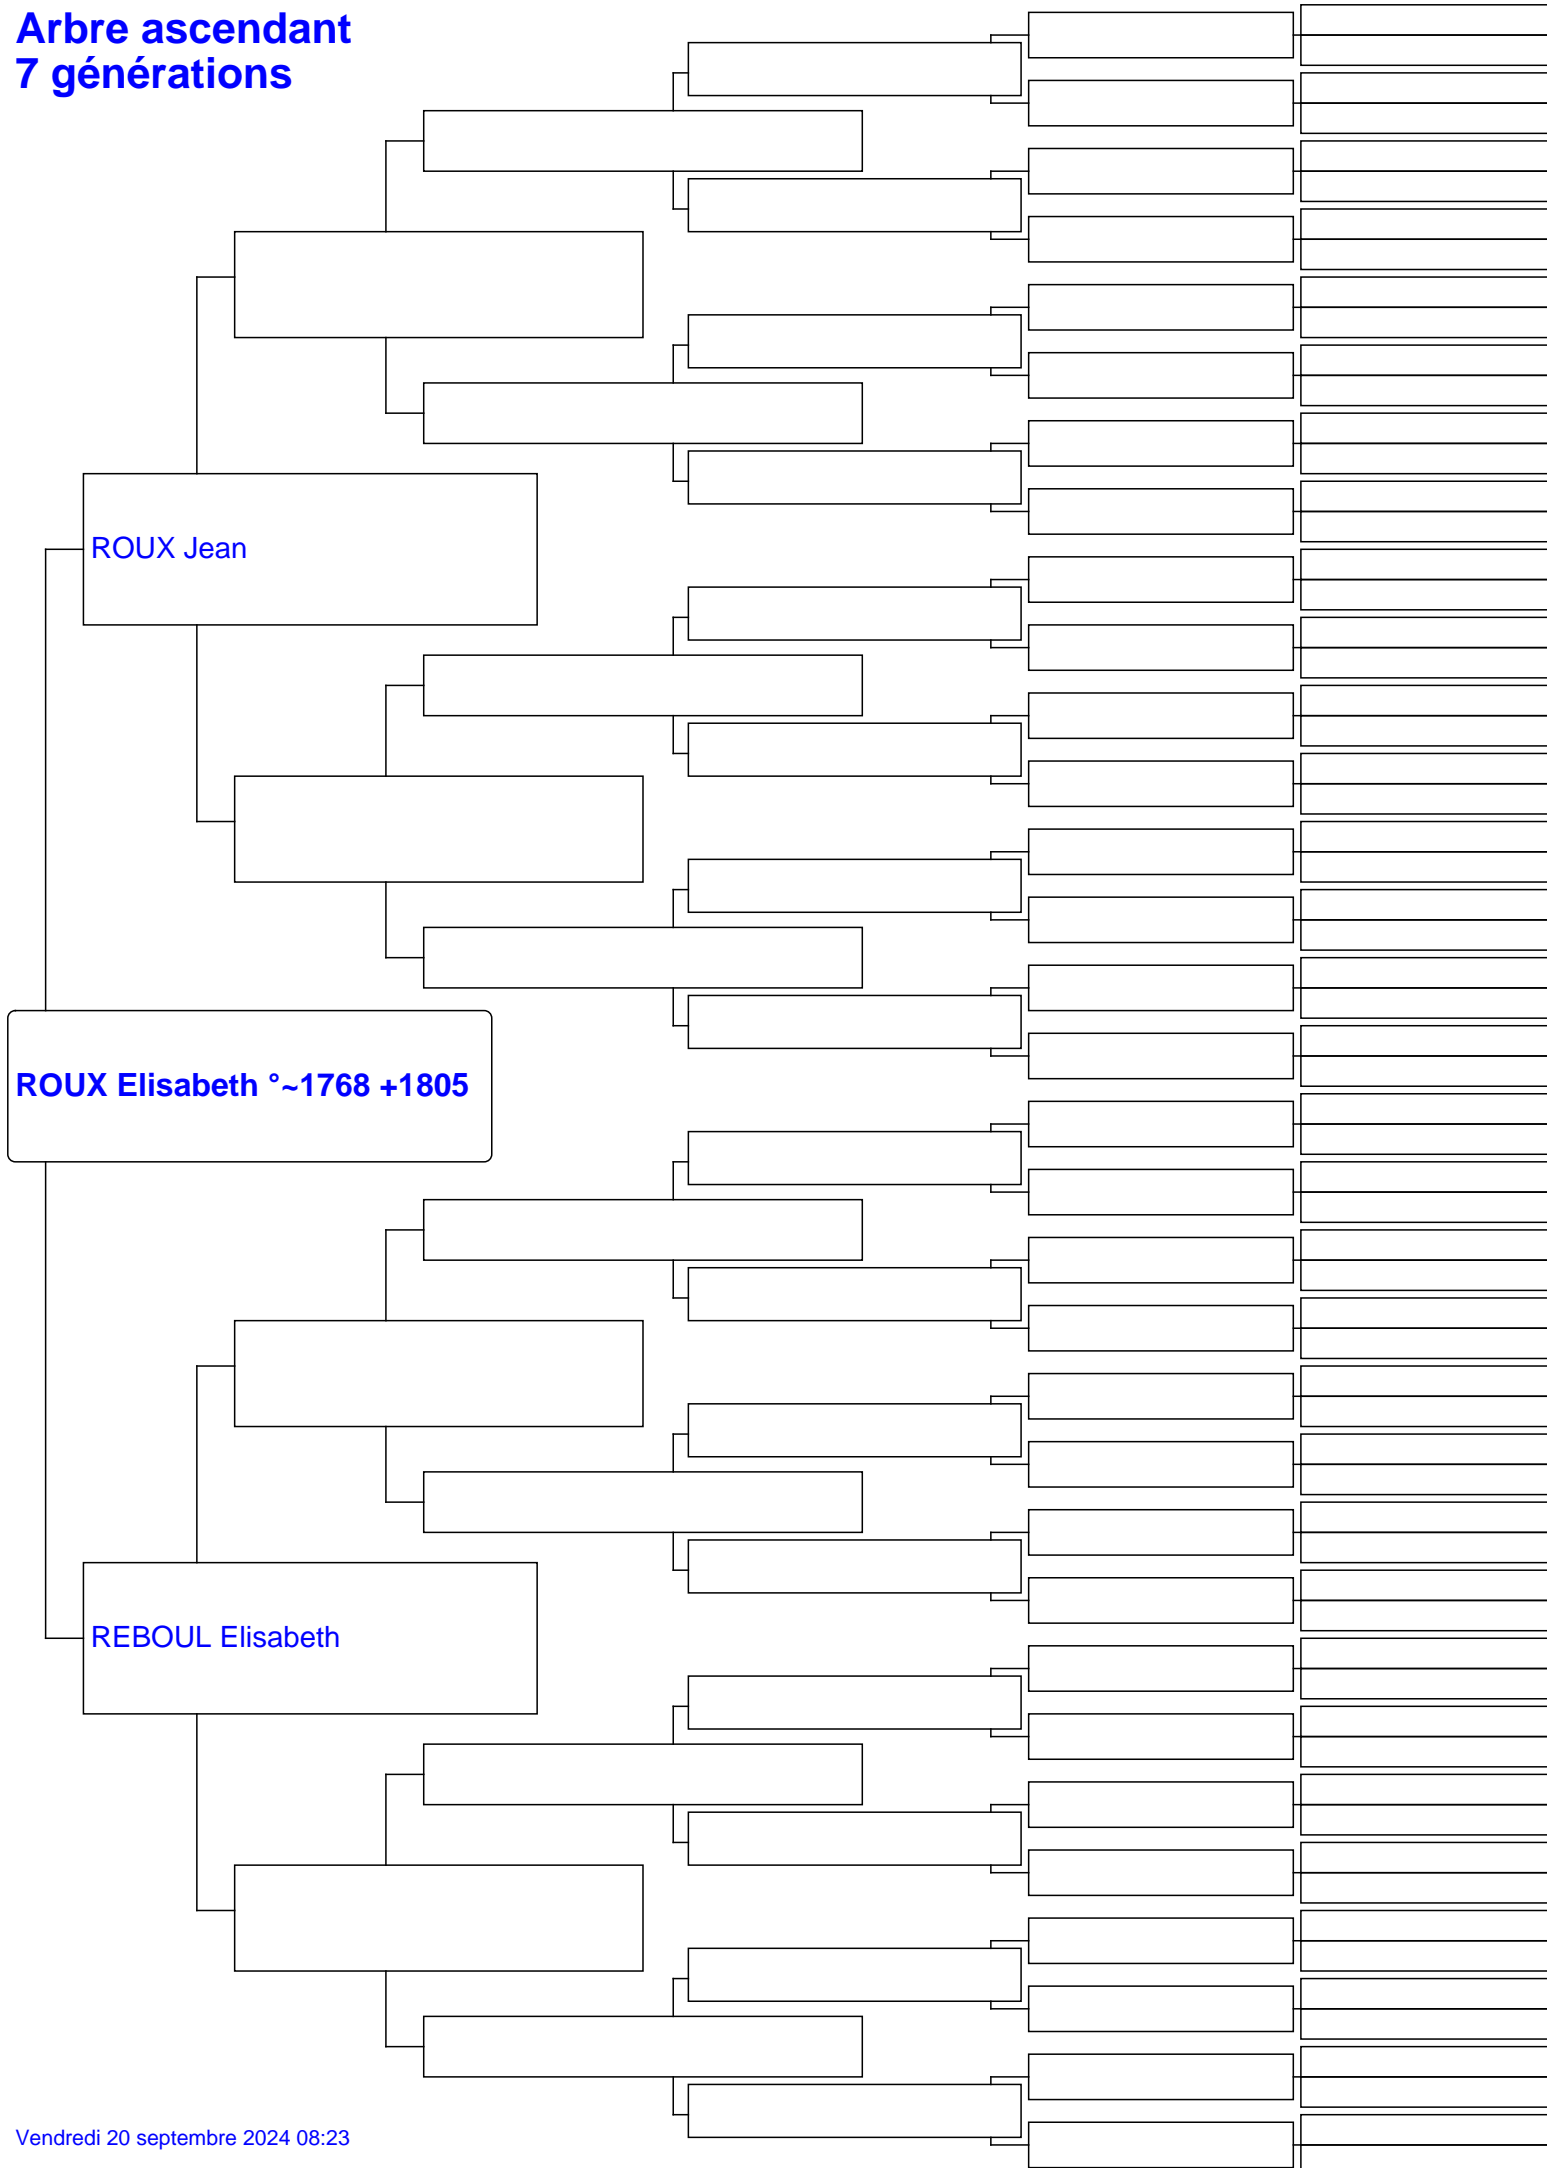 Arbre ascendant
7 générations
ROUX Jean
ROUX Elisabeth °~1768 +1805
REBOUL Elisabeth
Vendredi 20 septembre 2024 08:23